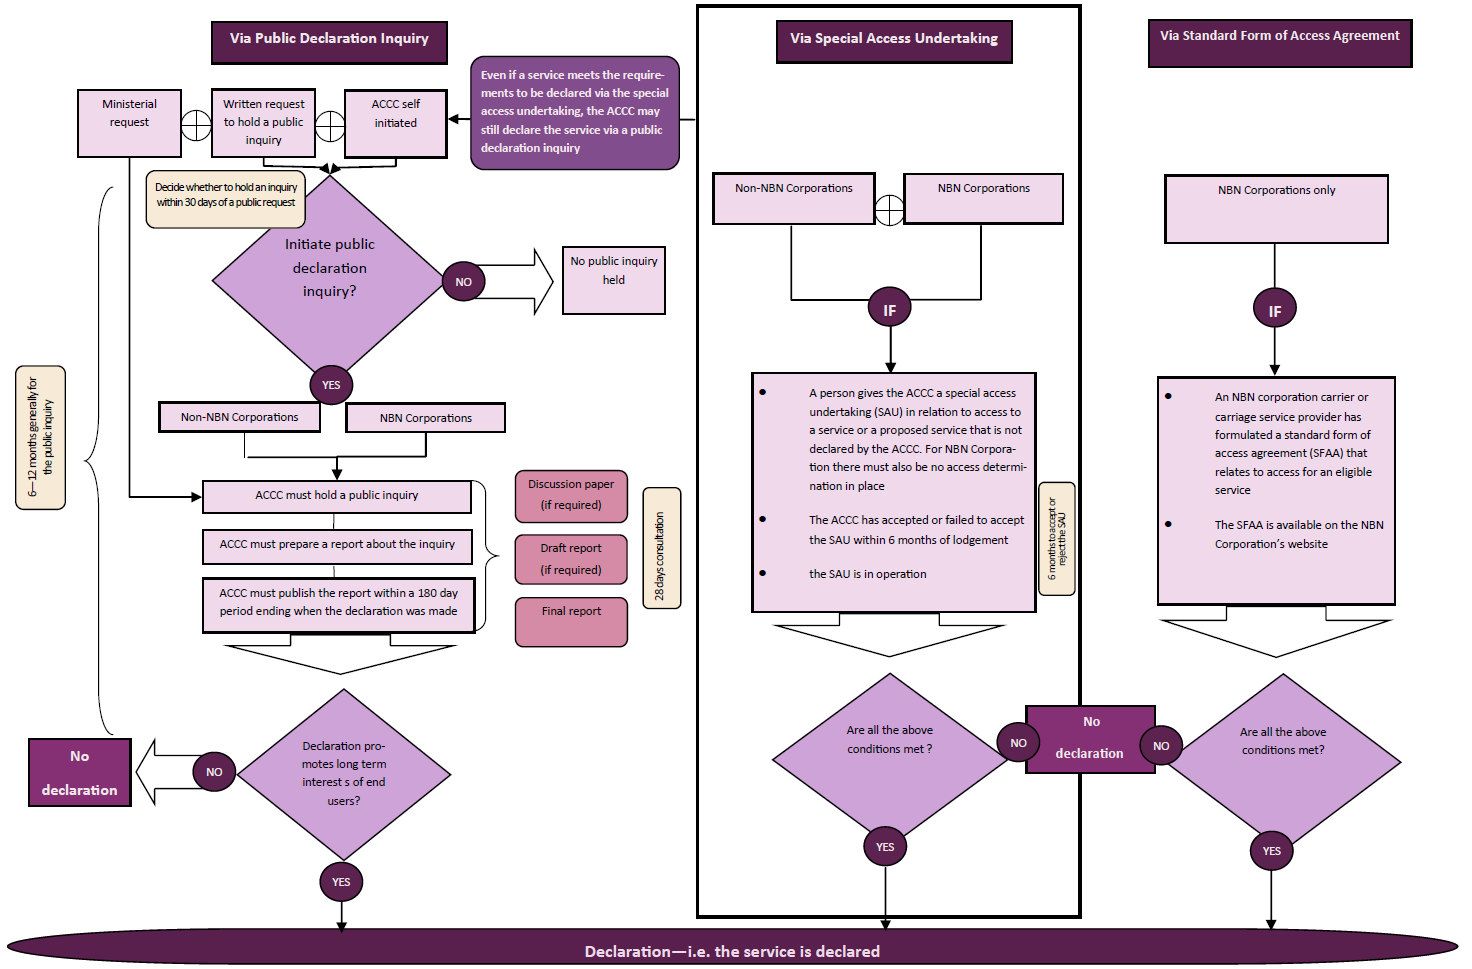 Via Public Declaration Inquiry
Ministerial
request
Written request
to hold a public
inquiry
ACCC self
initiated
Even if a service meets the require-
ments to be declared via the special
access undertaking, the ACCC may
still declare the service via a public
declaration inquiry
Decide whether to hold an inquiry
within 30 days of a public request
Initiate public
declaration
inquiry?
NO
No public inquiry
held
YES
Non-NBN Corporations
NBN Corporations
6—12 months generally for
the public inquiry
ACCC must hold a public inquiry
ACCC must prepare a report about the inquiry
ACCC must publish the report within a 180 day
period ending when the declaration was made
Discussion paper
(if required)
Draft report
(if required)
Final report
28 days consultation
Declaration pro-
motes long term
interest s of end
users?
NO
No
declaration
YES
Via Special Access Undertaking
Non-NBN Corporations
NBN Corporations
IF
• A person gives the ACCC a special access
undertaking (SAU) in relation to access to
a service or a proposed service that is not
declared by the ACCC. For NBN Corpora-
tion there must also be no access determi-
nation in place
• The ACCC has accepted or failed to accept
the SAU within 6 months of lodgement
• the SAU is in operation
6 months to accept or
reject the SAU
Are all the above
conditions met ?
NO
No
declaration
YES
Via Standard Form of Access Agreement
NBN Corporations only
IF
• An NBN corporation carrier or
carriage service provider has
formulated a standard form of
access agreement (SFAA) that
relates to access for an eligible
service
• The SFAA is available on the NBN
Corporation's website
Are all the above
conditions met?
NO
YES
Declaration—i.e. the service is declared